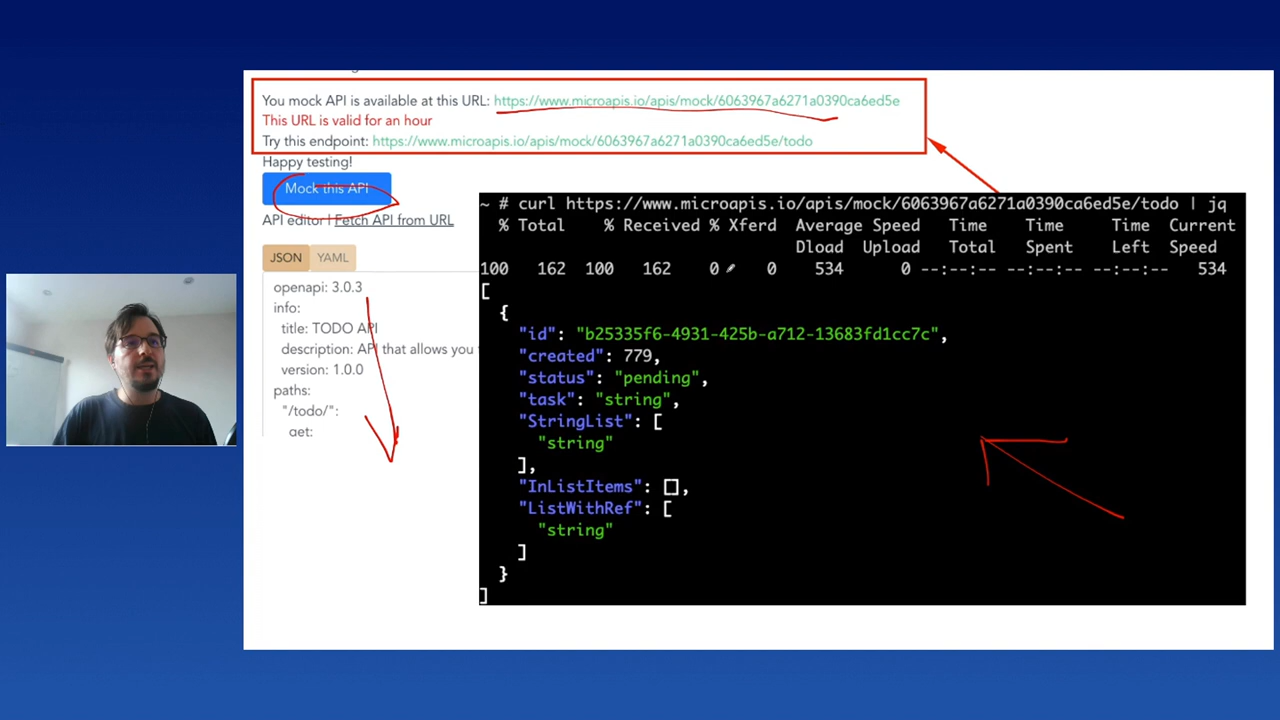 You mock API is available at this URL: https://www.microapis.io/apis/mock/6063967a6271a0390ca6ed5e
This URL is valid for an hour
Try this endpoint: https://www.microapis.io/apis/mock/6063967a6271a0390ca6ed5e/todo
Happy testing!
Mock this API
API editor | Fetch API from URL
JSON YAML
openapi: 3.0.3
info:
title: TODO API
description: API that allows you
version: 1.0.0
paths:
"/todo/":
get:
~ # curl https://www.microapis.io/apis/mock/6063967a6271a0390ca6ed5e/todo | jq
% Total % Received % Xferd Average Speed Time Time Time Current
Dload Upload Total Spent Left Speed
100 162 100 162 0 0 534 0 --:--:-- --:--:-- --:--:-- 534
[
{
"id": "b25335f6-4931-425b-a712-13683fd1cc7c",
"created": 779,
"status": "pending",
"task": "string",
"StringList": [
"string"
],
"InListItems": [],
"ListWithRef": [
"string"
]
}
]